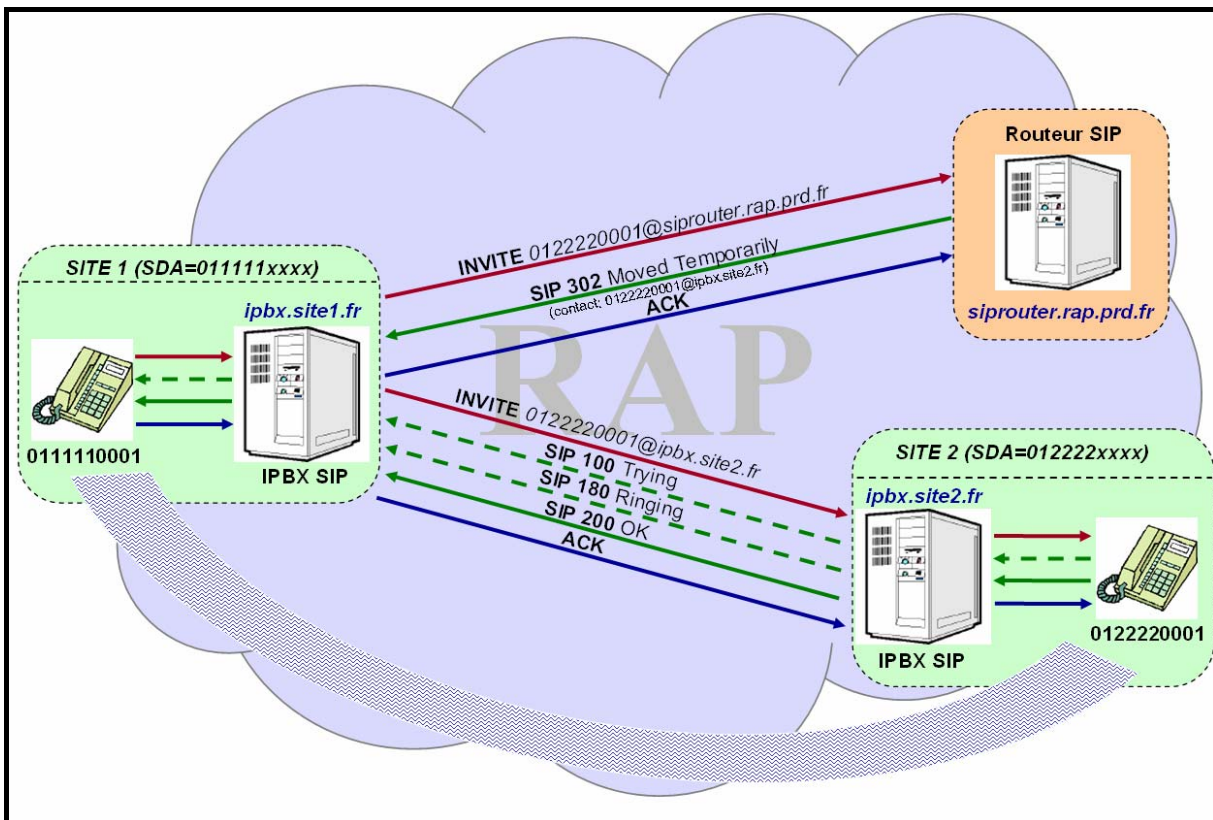 Routeur SIP
siprouter.rap.prd.fr
INVITE 0122220001@siprouter.rap.prd.fr
SIP 302 Moved Temporarily
(contact: 0122220001@ipbx.site2.fr)
ACK
SITE 1 (SDA=011111xxxx)
ipbx.site1.fr
0111110001
IPBX SIP
RAP
INVITE 0122220001@ipbx.site2.fr
SIP 100 Trying
SIP 180 Ringing
SIP 200 OK
ACK
SITE 2 (SDA=012222xxxx)
ipbx.site2.fr
IPBX SIP
0122220001